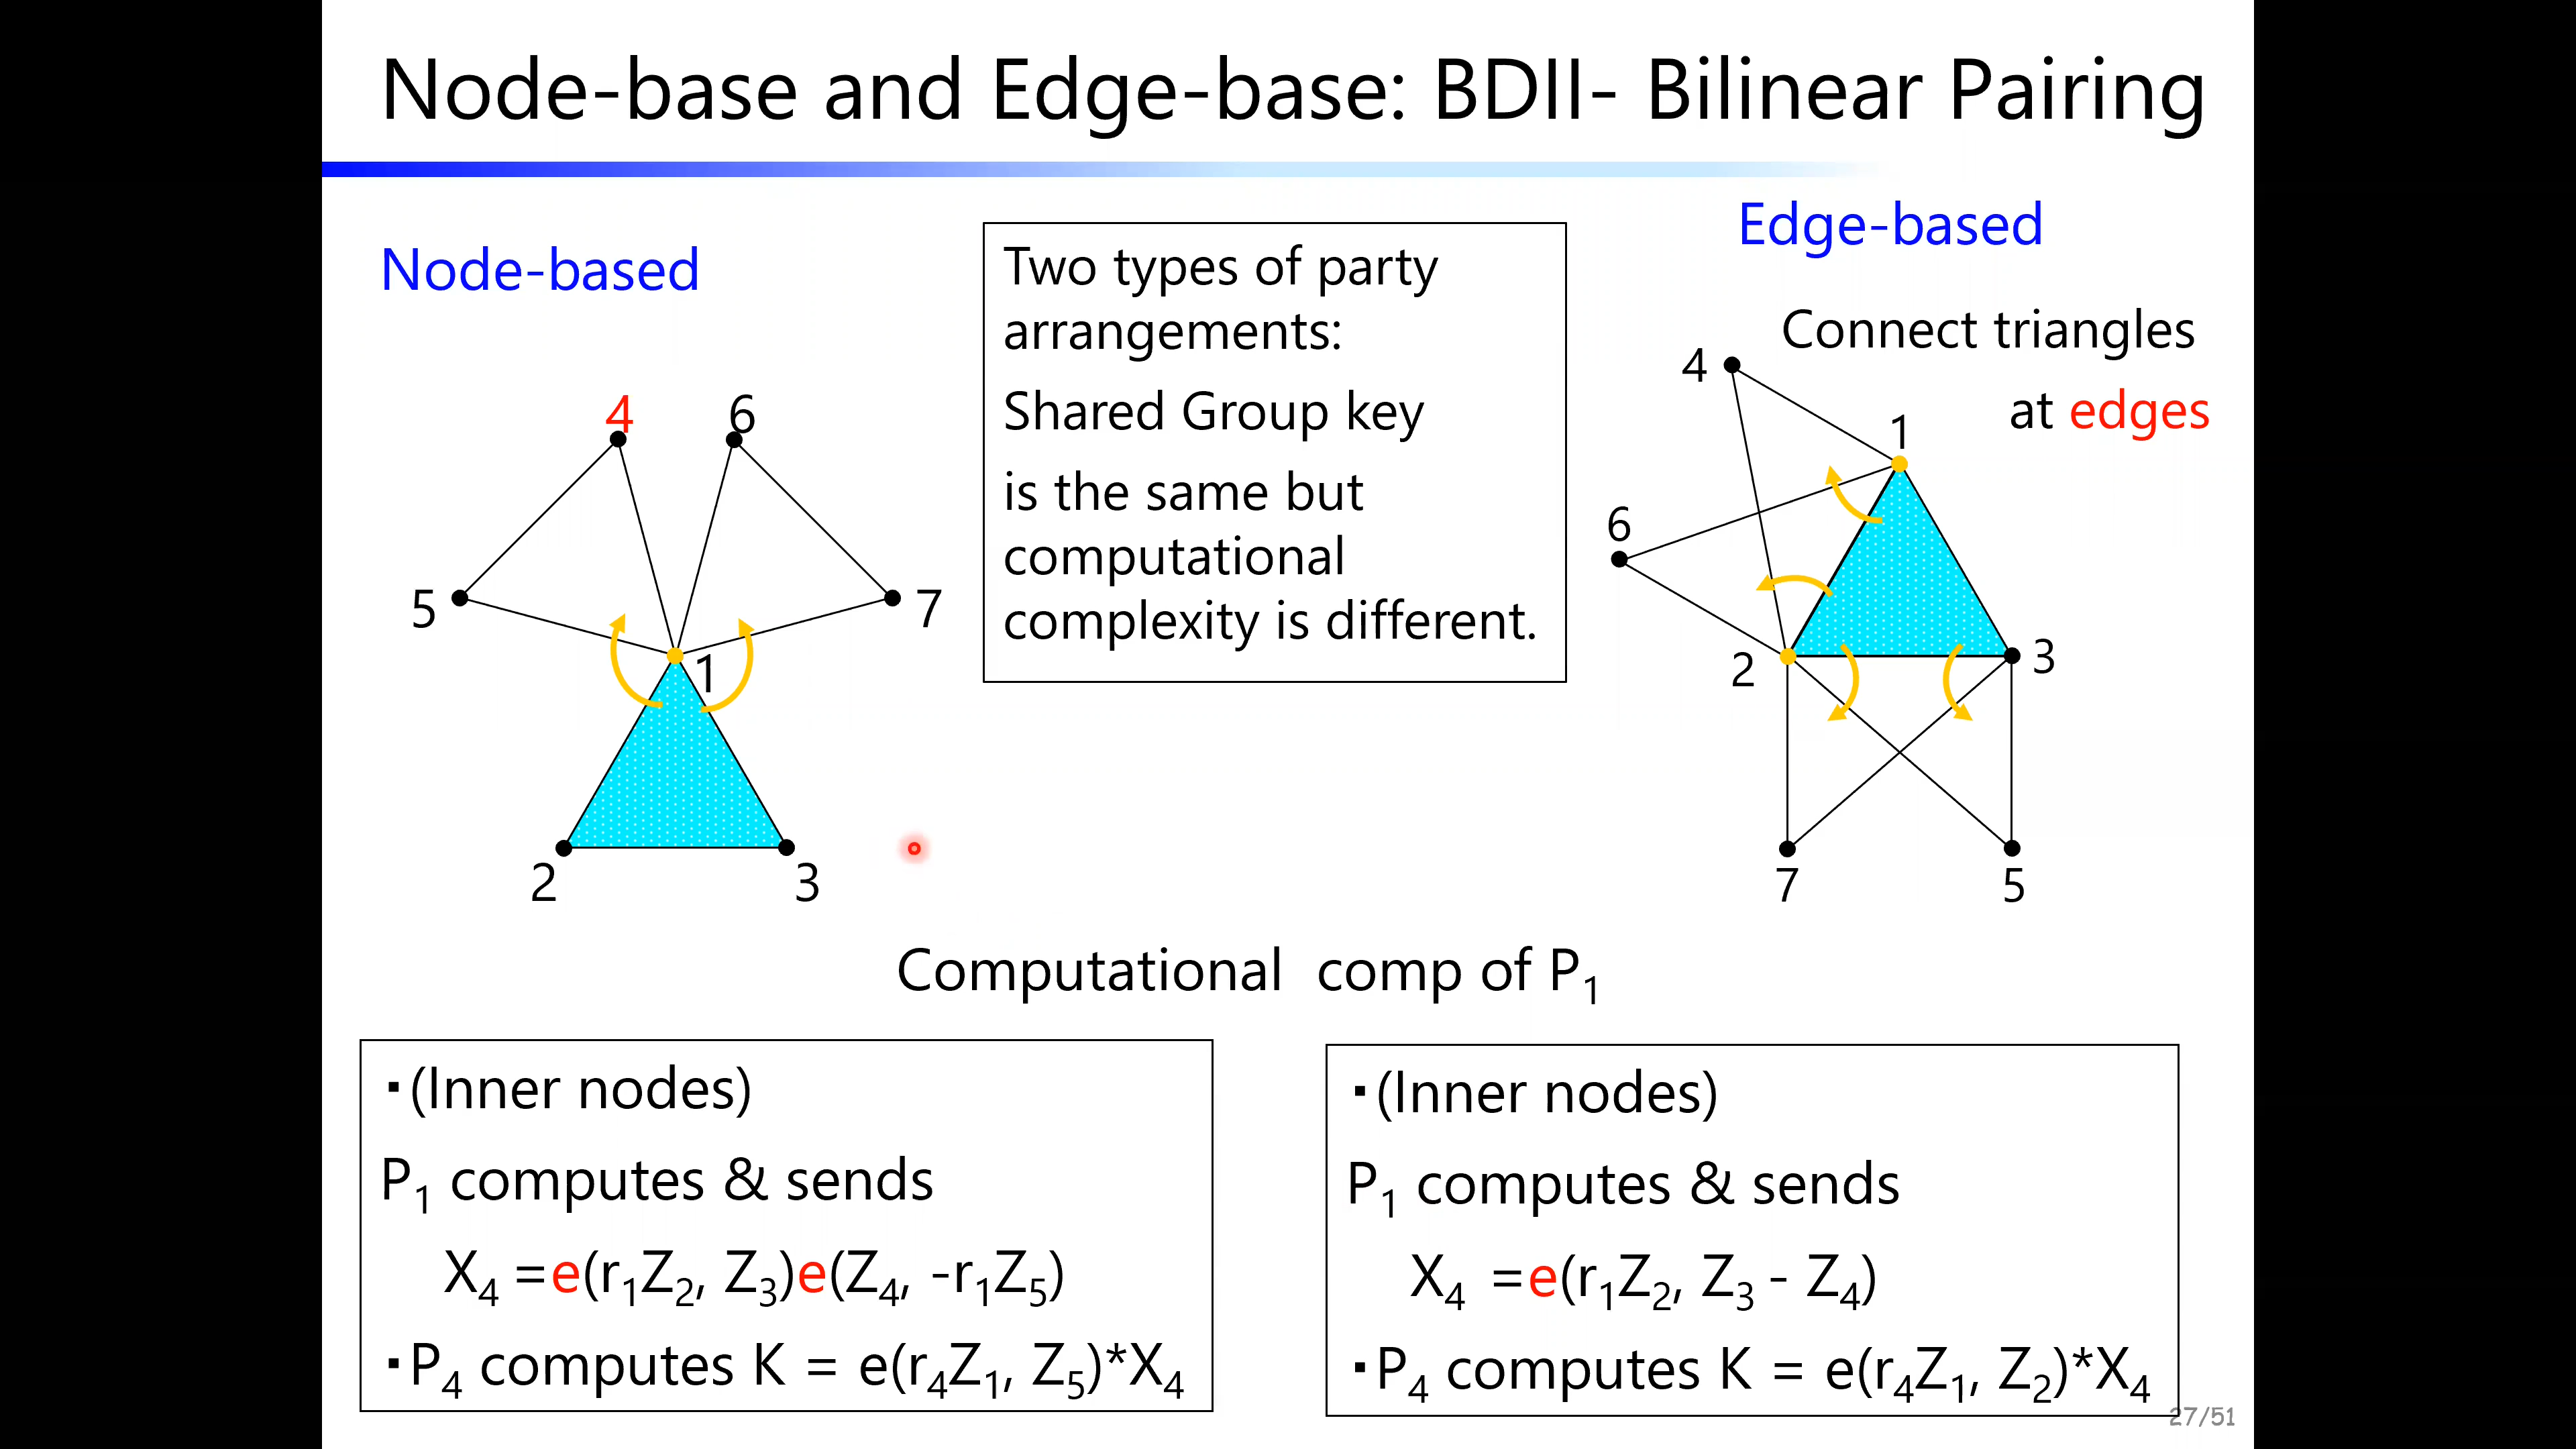 Node-base and Edge-base: BDII- Bilinear Pairing
Node-based
4
6
5
7
1
2
3
Two types of party
arrangements:
Shared Group key
is the same but
computational
complexity is different.
Edge-based
Connect triangles
at edges
4
1
6
2
3
7
5
Computational comp of P₁
・(Inner nodes)
P₁ computes & sends
X₄ =e(r₁Z₂, Z₃)e(Z₄, -r₁Z₅)
・P₄ computes K = e(r₄Z₁, Z₅)*X₄
・(Inner nodes)
P₁ computes & sends
X₄ =e(r₁Z₂, Z₃ - Z₄)
・P₄ computes K = e(r₄Z₁, Z₂)*X₄
27/51